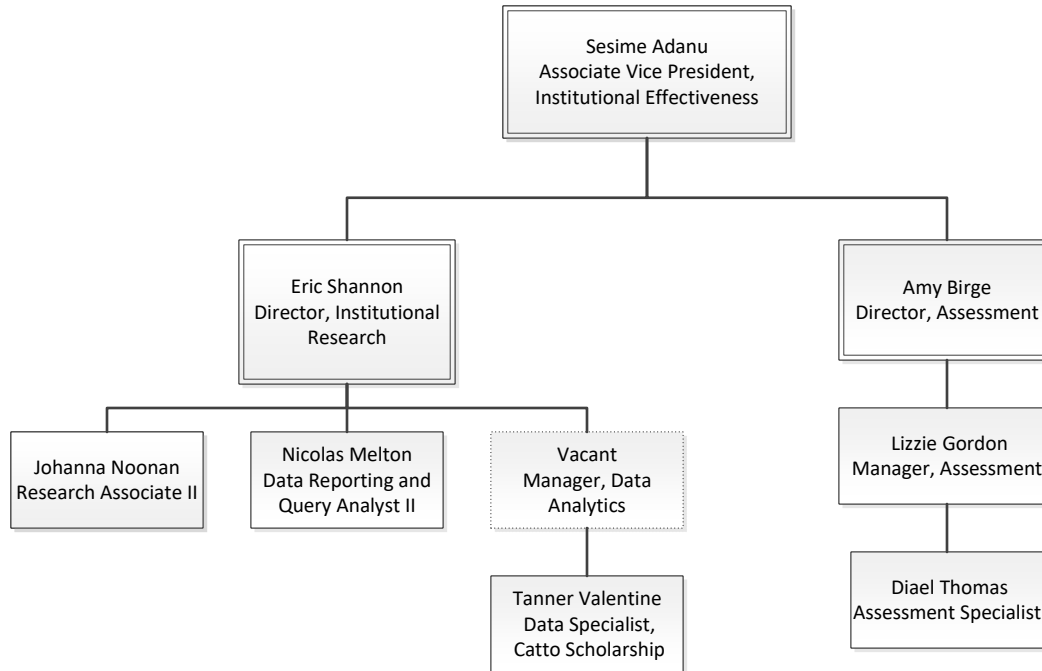 Sesime Adanu
Associate Vice President,
Institutional Effectiveness
Eric Shannon
Director, Institutional
Research
Amy Birge
Director, Assessment
Johanna Noonan
Research Associate II
Nicolas Melton
Data Reporting and
Query Analyst II
Vacant
Manager, Data
Analytics
Lizzie Gordon
Manager, Assessment
Tanner Valentine
Data Specialist,
Catto Scholarship
Diael Thomas
Assessment Specialist